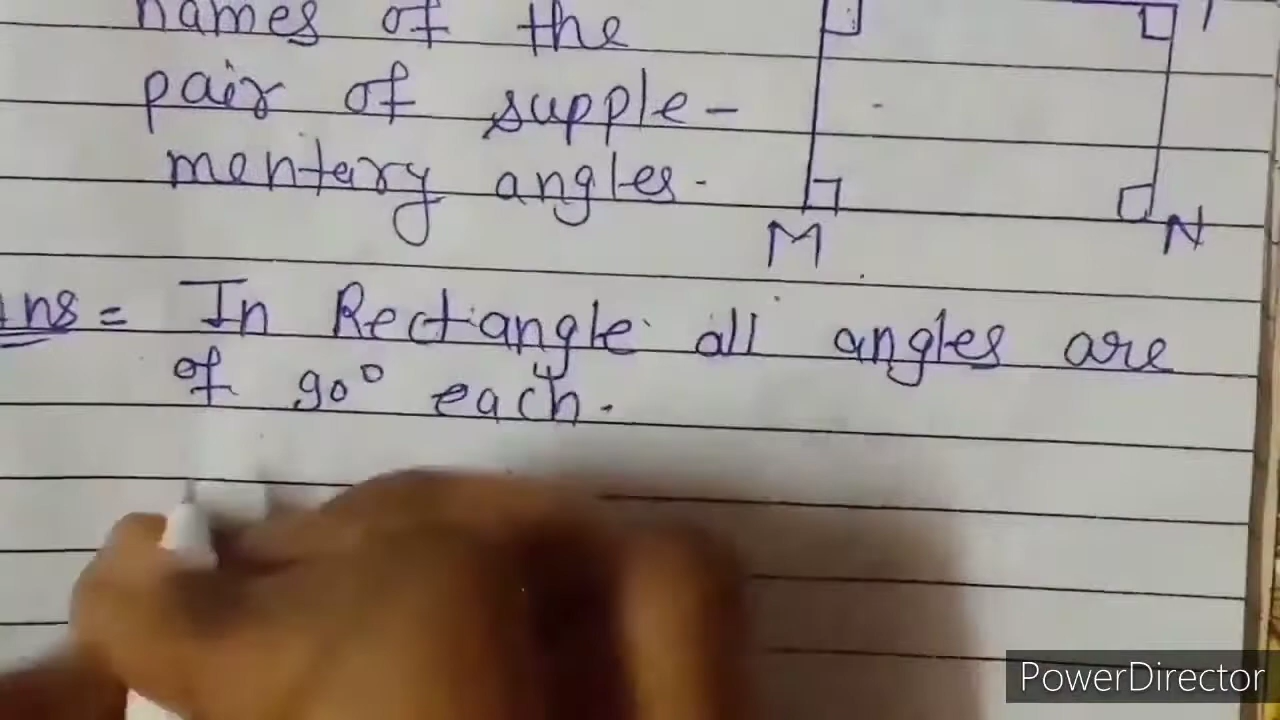 names of the
pair of supple-
mentary angles.
M
N
Ans = In Rectangle all angles are
of 90° each.
PowerDirector